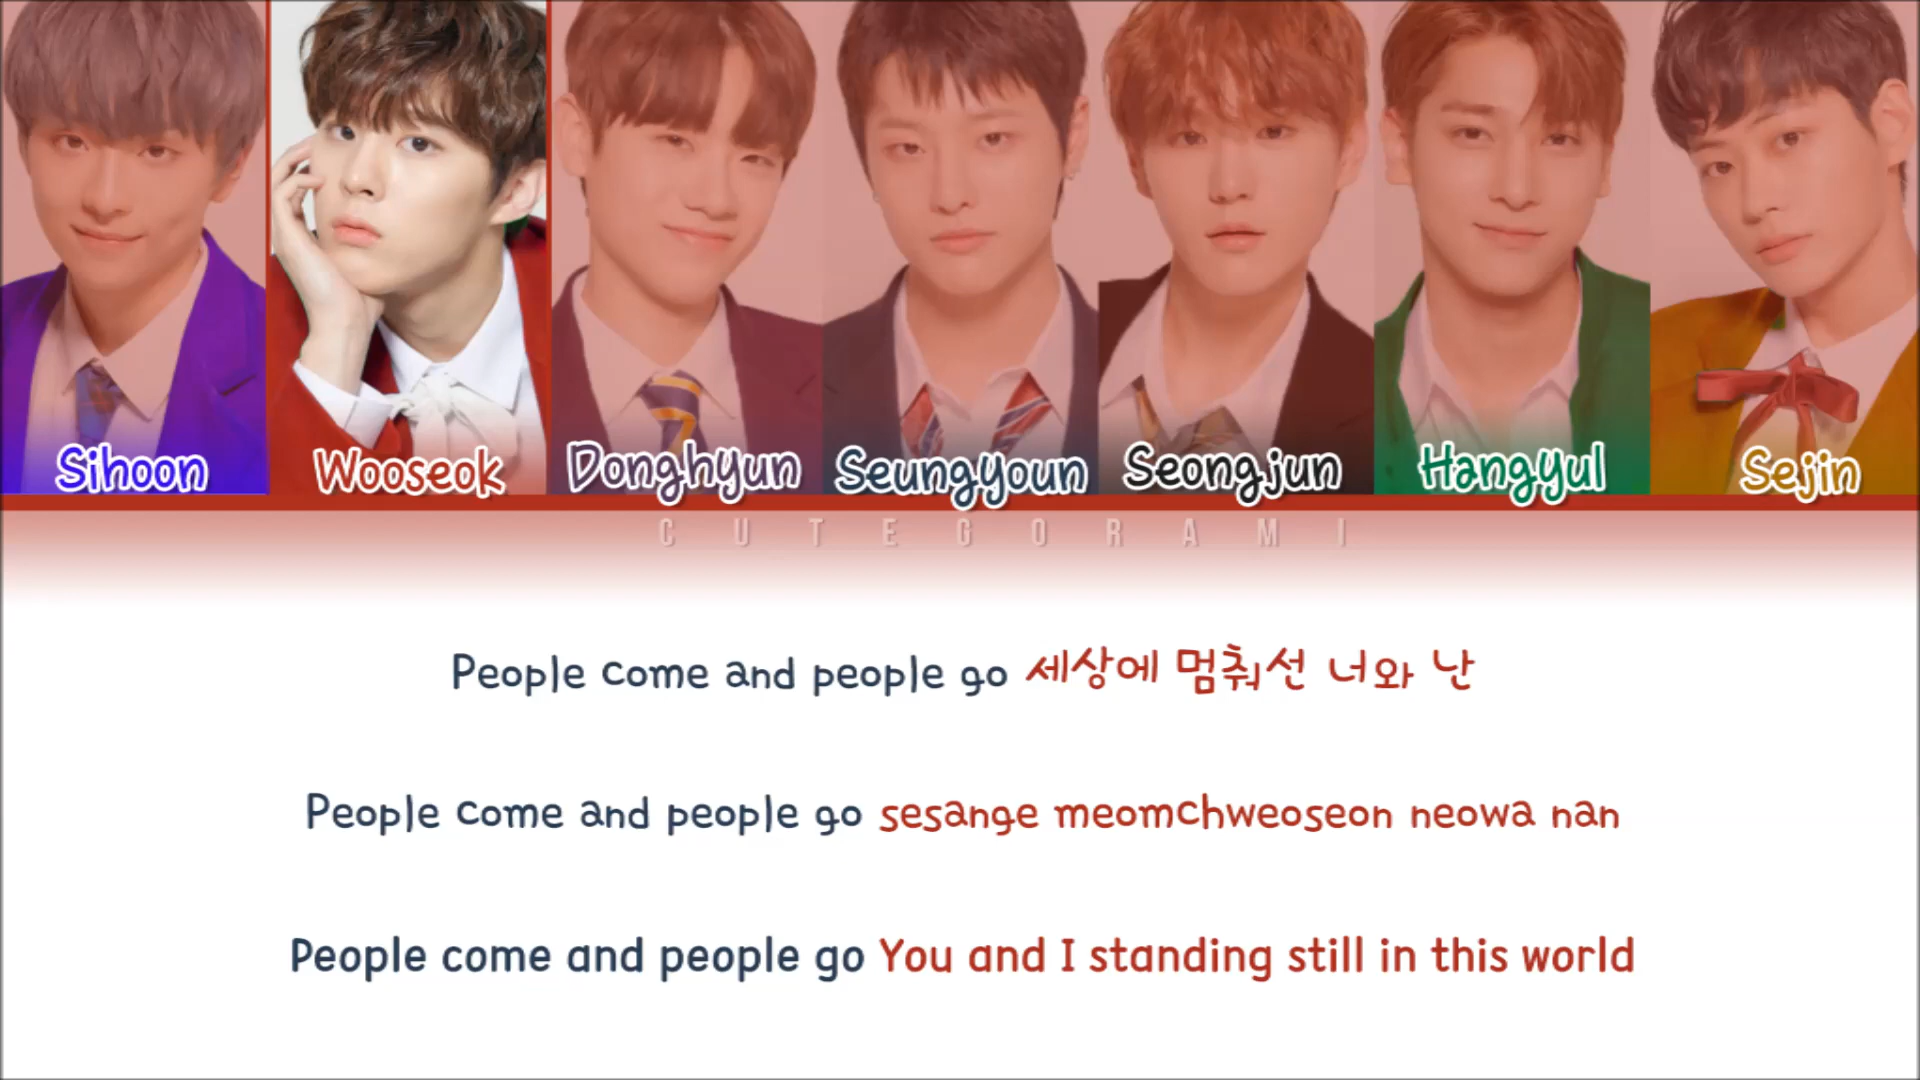 Sihoon Wooseok Donghyun Seungyoun Seongjun Hangyul Sejin
CUTEGORAMI
People come and people go 세상에 멈춰선 너와 난
People come and people go sesange meomchweoseon neowa nan
People come and people go You and I standing still in this world